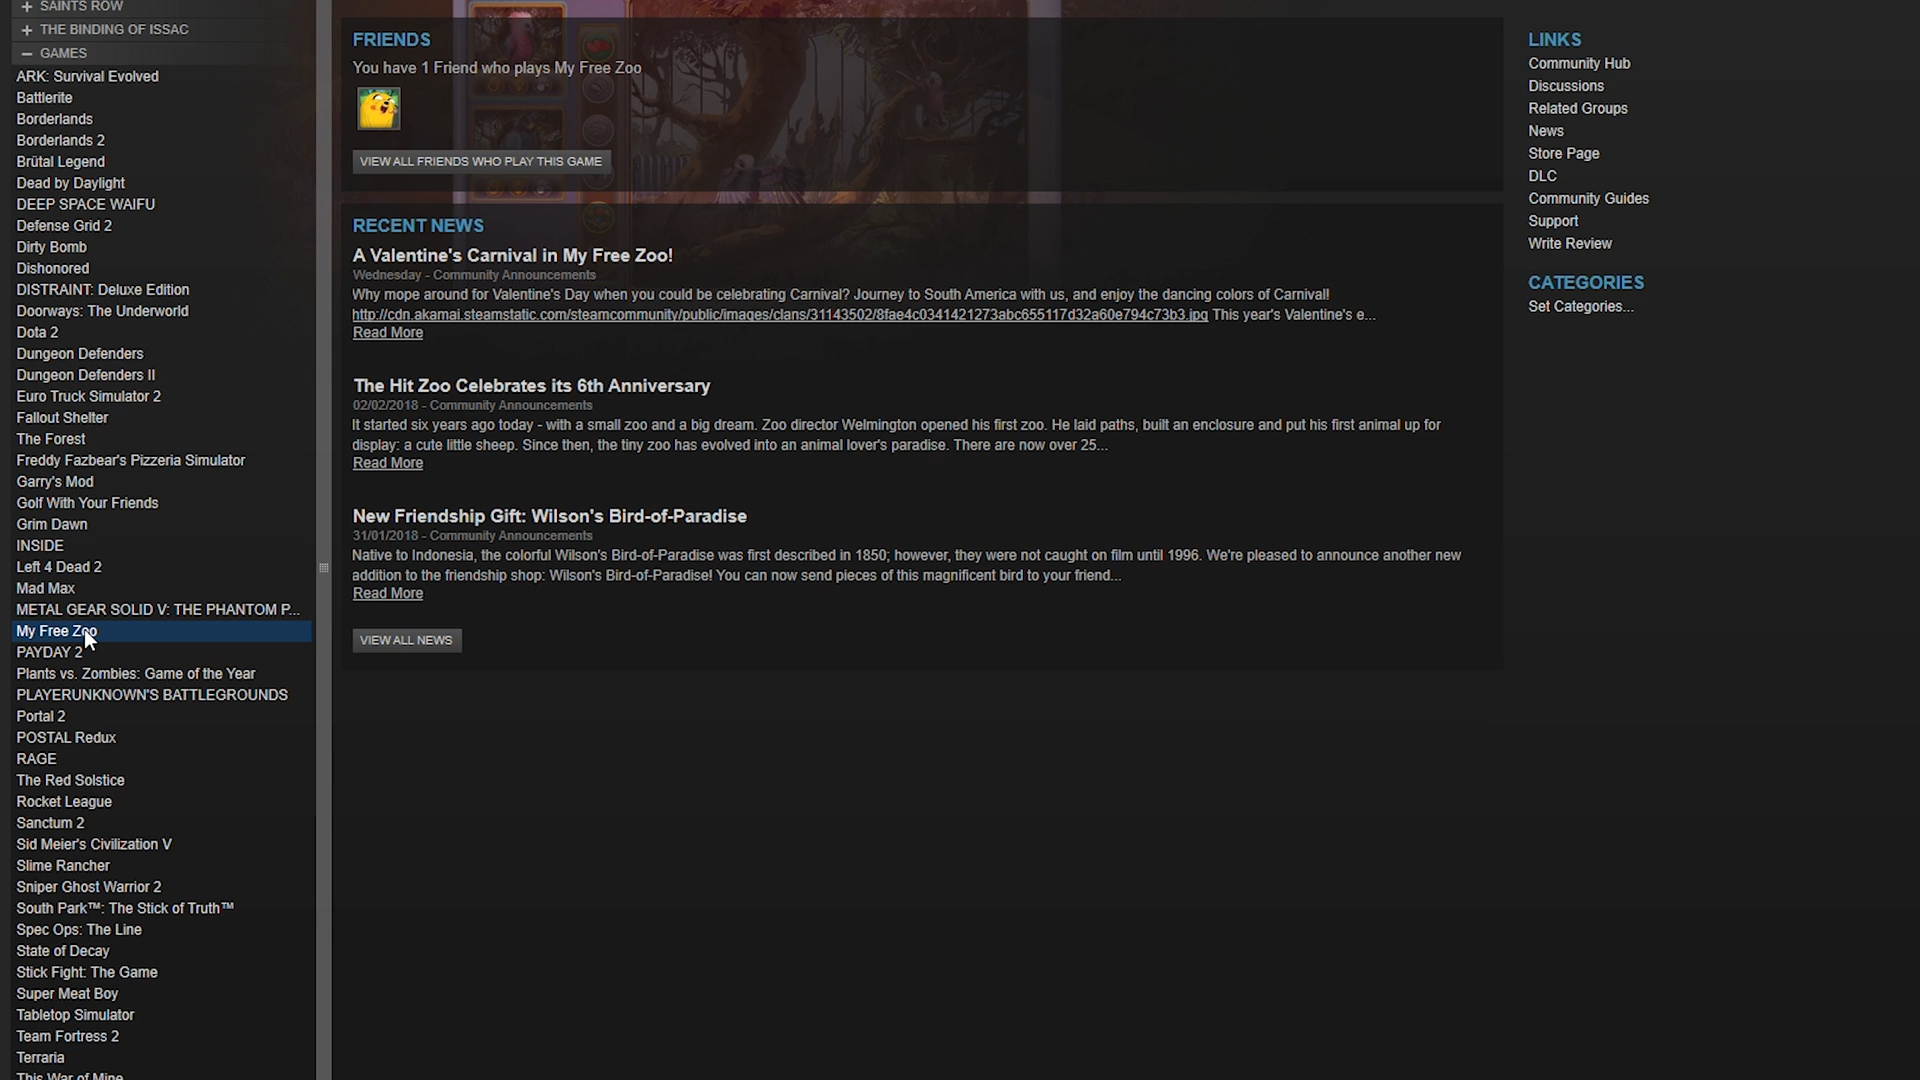 SAINTS ROW
THE BINDING OF ISSAC
GAMES
ARK: Survival Evolved
Battlerite
Borderlands
Borderlands 2
Brütal Legend
Dead by Daylight
DEEP SPACE WAIFU
Defense Grid 2
Dirty Bomb
Dishonored
DISTRAINT: Deluxe Edition
Doorways: The Underworld
Dota 2
Dungeon Defenders
Dungeon Defenders II
Euro Truck Simulator 2
Fallout Shelter
The Forest
Freddy Fazbear's Pizzeria Simulator
Garry's Mod
Golf With Your Friends
Grim Dawn
INSIDE
Left 4 Dead 2
Mad Max
METAL GEAR SOLID V: THE PHANTOM P...
My Free Zoo
PAYDAY 2
Plants vs. Zombies: Game of the Year
PLAYERUNKNOWN'S BATTLEGROUNDS
Portal 2
POSTAL Redux
RAGE
The Red Solstice
Rocket League
Sanctum 2
Sid Meier's Civilization V
Slime Rancher
Sniper Ghost Warrior 2
South Park™: The Stick of Truth™
Spec Ops: The Line
State of Decay
Stick Fight: The Game
Super Meat Boy
Tabletop Simulator
Team Fortress 2
Terraria
This War of Mine
FRIENDS
You have 1 Friend who plays My Free Zoo
VIEW ALL FRIENDS WHO PLAY THIS GAME
RECENT NEWS
A Valentine's Carnival in My Free Zoo!
Wednesday - Community Announcements
Why mope around for Valentine's Day when you could be celebrating Carnival? Journey to South America with us, and enjoy the dancing colors of Carnival!
http://cdn.akamai.steamstatic.com/steamcommunity/public/images/clans/31143502/8fae4c0341421273abc655117d32a60e794c73b3.jpg This year's Valentine's e...
Read More
The Hit Zoo Celebrates its 6th Anniversary
02/02/2018 - Community Announcements
It started six years ago today - with a small zoo and a big dream. Zoo director Welmington opened his first zoo. He laid paths, built an enclosure and put his first animal up for
display: a cute little sheep. Since then, the tiny zoo has evolved into an animal lover's paradise. There are now over 25...
Read More
New Friendship Gift: Wilson's Bird-of-Paradise
31/01/2018 - Community Announcements
Native to Indonesia, the colorful Wilson's Bird-of-Paradise was first described in 1850; however, they were not caught on film until 1996. We're pleased to announce another new
addition to the friendship shop: Wilson's Bird-of-Paradise! You can now send pieces of this magnificent bird to your friend...
Read More
VIEW ALL NEWS
LINKS
Community Hub
Discussions
Related Groups
News
Store Page
DLC
Community Guides
Support
Write Review
CATEGORIES
Set Categories...